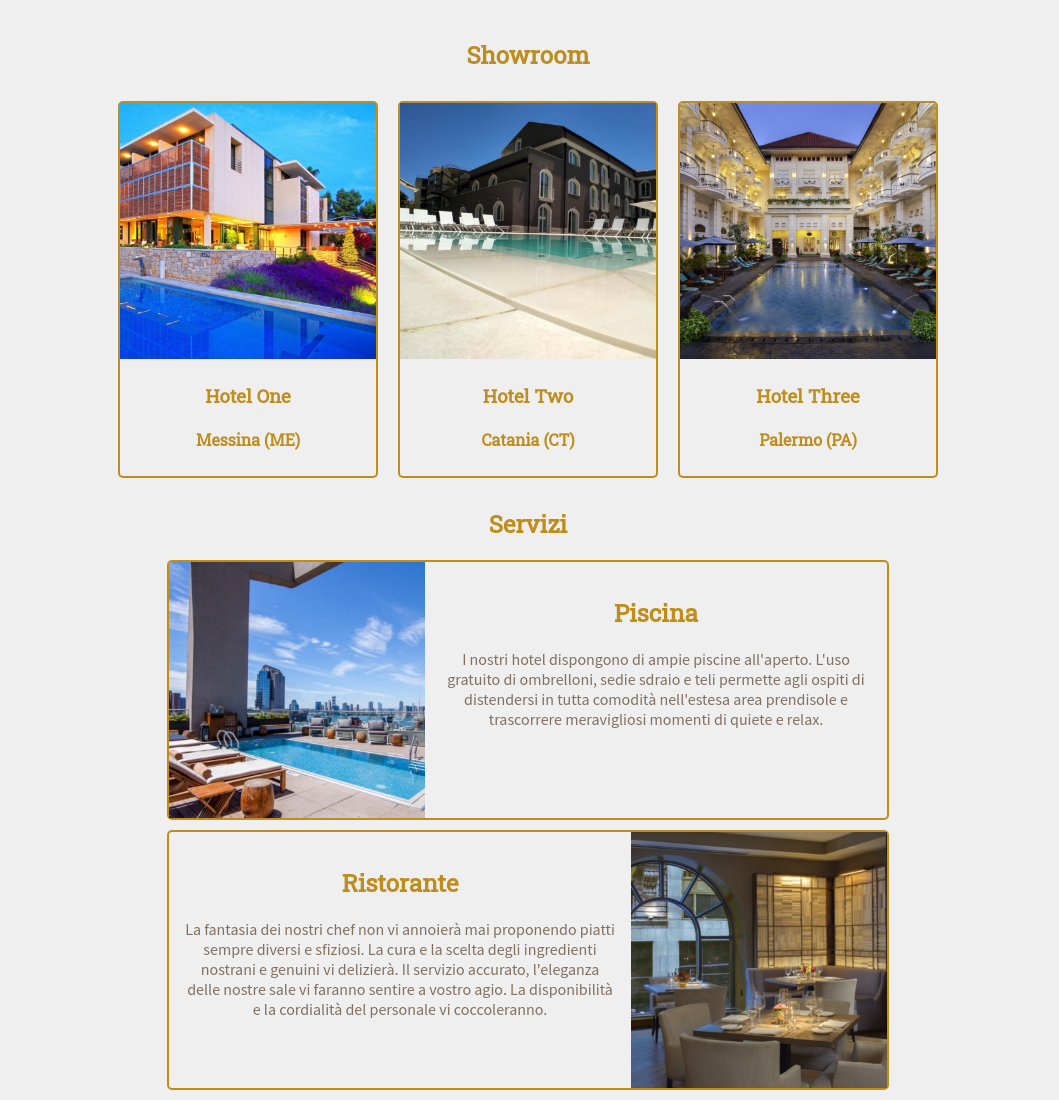 Showroom
Hotel One
Messina (ME)
Hotel Two
Catania (CT)
Hotel Three
Palermo (PA)
Servizi
Piscina
I nostri hotel dispongono di ampie piscine all'aperto. L'uso
gratuito di ombrelloni, sedie sdraio e teli permette agli ospiti di
distendersi in tutta comodità nell'estesa area prendisole e
trascorrere meravigliosi momenti di quiete e relax.
Ristorante
La fantasia dei nostri chef non vi annoierà mai proponendo piatti
sempre diversi e sfiziosi. La cura e la scelta degli ingredienti
nostrani e genuini vi delizierà. Il servizio accurato, l'eleganza
delle nostre sale vi faranno sentire a vostro agio. La disponibilità
e la cordialità del personale vi coccoleranno.